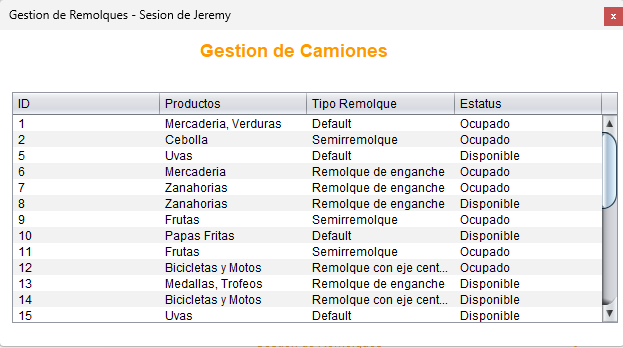 Gestion de Remolques - Sesion de Jeremy
x
Gestion de Camiones
ID Productos Tipo Remolque Estatus
1 Mercaderia, Verduras Default Ocupado
2 Cebolla Semirremolque Ocupado
5 Uvas Default Disponible
6 Mercaderia Remolque de enganche Ocupado
7 Zanahorias Remolque de enganche Ocupado
8 Zanahorias Remolque de enganche Disponible
9 Frutas Semirremolque Ocupado
10 Papas Fritas Default Disponible
11 Frutas Semirremolque Ocupado
12 Bicicletas y Motos Remolque con eje cent... Ocupado
13 Medallas, Trofeos Remolque de enganche Disponible
14 Bicicletas y Motos Remolque con eje cent... Disponible
15 Uvas Default Disponible